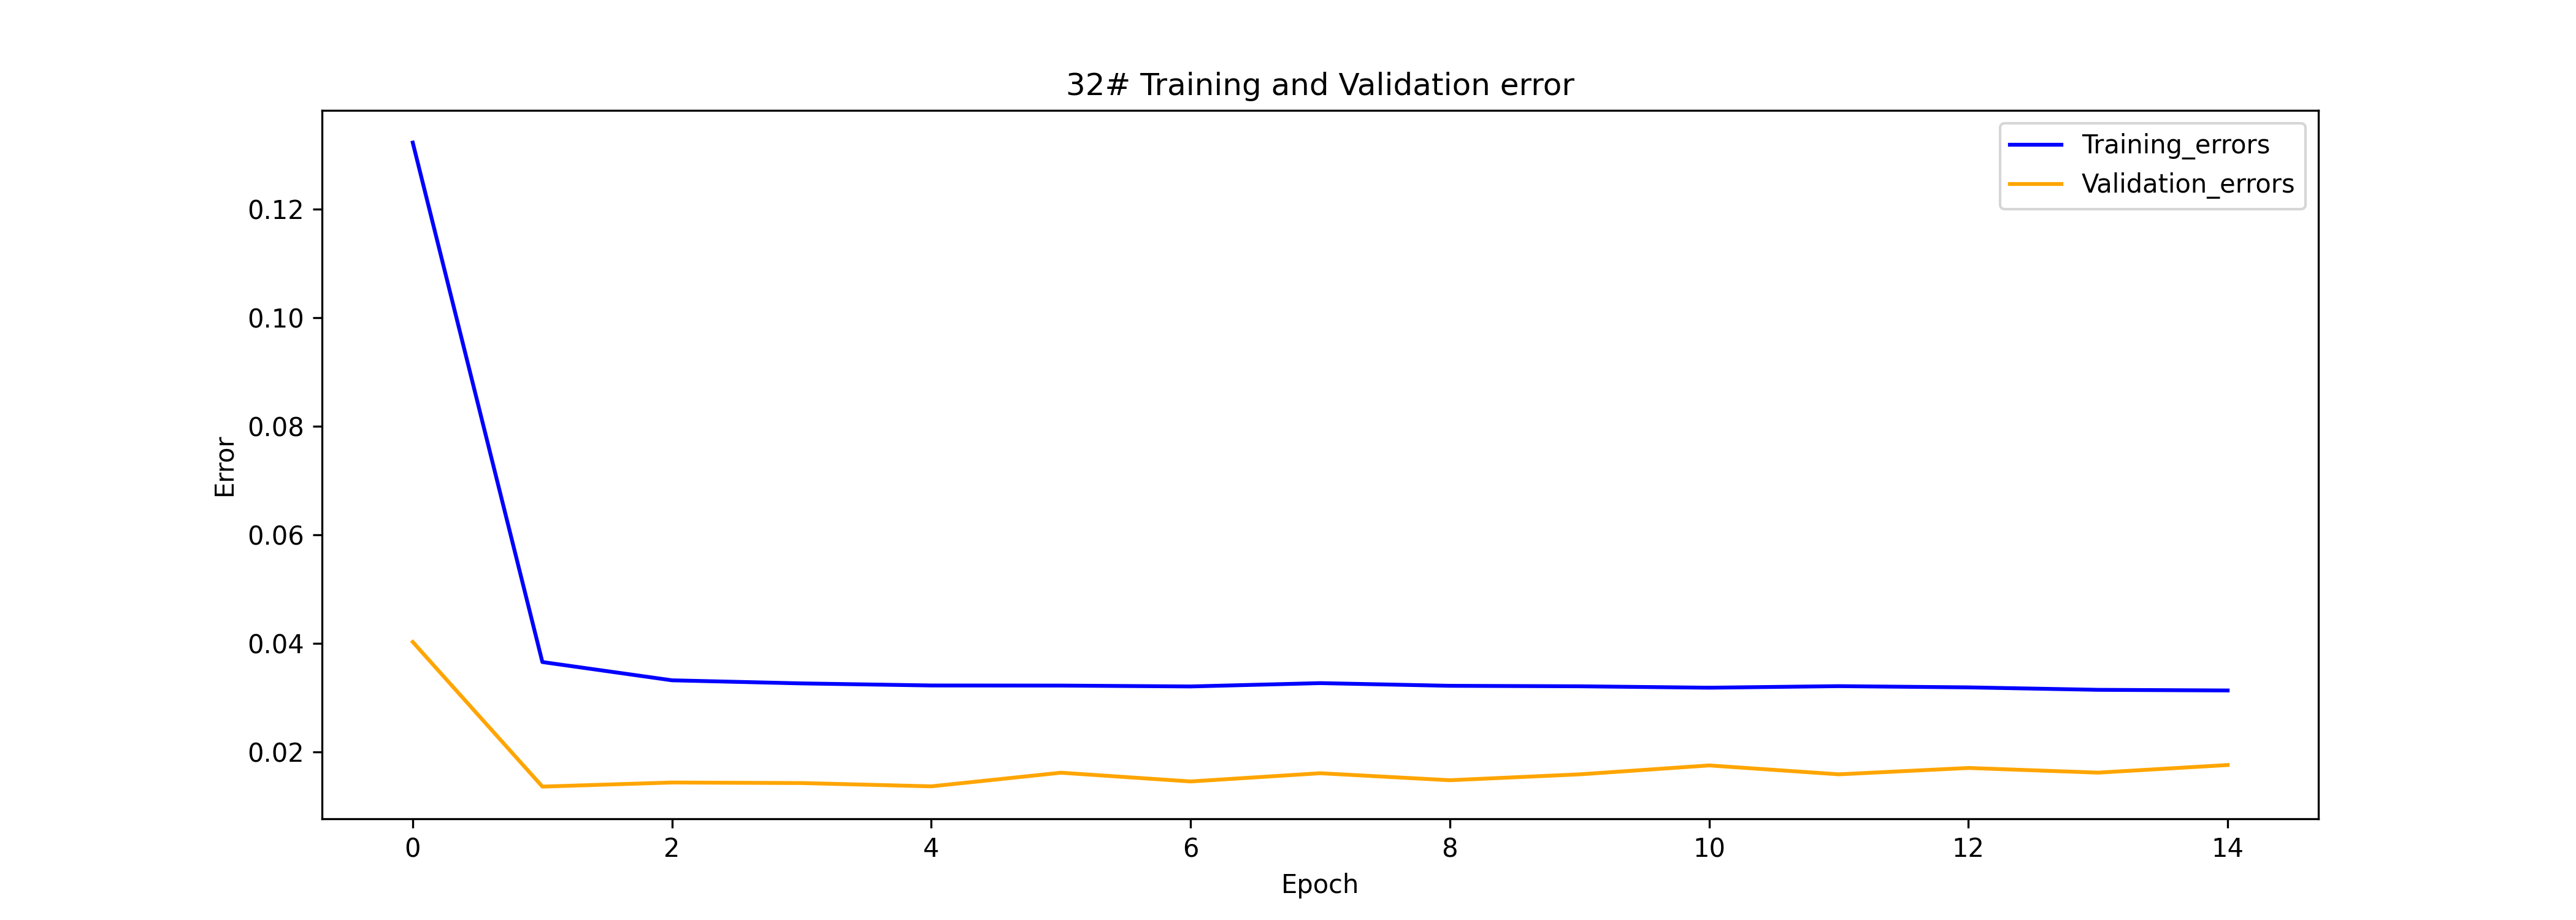 32# Training and Validation error
Training_errors
Validation_errors
0.12
0.10
0.08
0.06
0.04
0.02
Error
0 2 4 6 8 10 12 14
Epoch